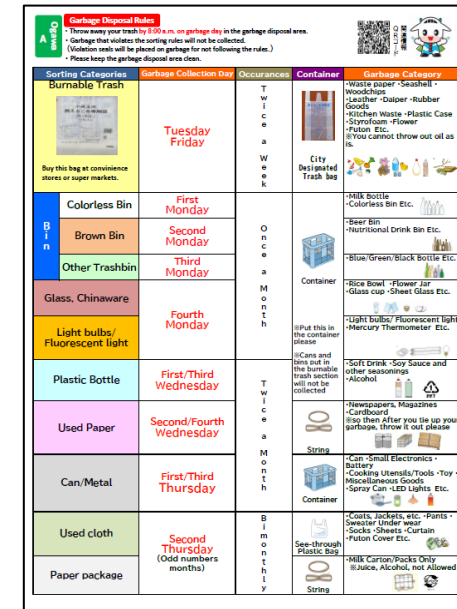 A Ogawa
Garbage Disposal Rules
・Throw away your trash by 8:00 a.m. on garbage day in the garbage disposal area.
・Garbage that violates the sorting rules will not be collected.
(Violation seals will be placed on garbage for not following the rules.)
・Please keep the garbage disposal area clean.
Sorting Categories Garbage Collection Day Occurances Container Garbage Category
Burnable Trash
Buy this bag at convinience
stores or super markets.
Tuesday
Friday
Twice a Week
City
Designated
Trash bag
・Waste paper ・Seashell・
Woodchips
・Leather ・Daiper ・Rubber
Goods
・Kitchen Waste ・Plastic Case
・Styrofoam ・Flower
・Futon Etc.
※You cannot throw out oil as
is.
Bin
Colorless Bin
First
Monday
Once a Month
・Milk Bottle
・Colorless Bin Etc.
Brown Bin
Second
Monday
・Beer Bin
・Nutritional Drink Bin Etc.
Other Trashbin
Third
Monday
Container
・Blue/Green/Black Bottle Etc.
Glass, Chinaware
Fourth
Monday
・Rice Bowl ・Flower Jar
・Glass cup ・Sheet Glass Etc.
Light bulbs/
Fluorescent light
※Put this in
the container
please
※Cans and
bins put in
the burnable
trash section
will not be
collected
・Light bulbs/ Fluorescent light
・Mercury Thermometer Etc.
Plastic Bottle
First/Third
Wednesday
Twice a Month
・Soft Drink ・Soy Sauce and
other seasonings
・Alcohol
PET
Used Paper
Second/Fourth
Wednesday
String
・Newspapers, Magazines
・Cardboard
※so then After you tie up your
garbage, throw it out please
Can/Metal
First/Third
Thursday
Container
・Can ・Small Electronics・
Battery
・Cooking Utensils/Tools ・Toy・
Miscellaneous Goods
・Spray Can ・LED Lights Etc.
Used cloth
Second
Thursday
(Odd numbers
months)
Bimonthly
See-through
Plastic Bag
・Coats, Jackets, etc. ・Pants・
Sweater Under wear
・Socks ・Sheets ・Curtain
・Futon Cover Etc.
Paper package
String
・Milk Carton/Packs Only
※Juice, Alcohol, not Allowed